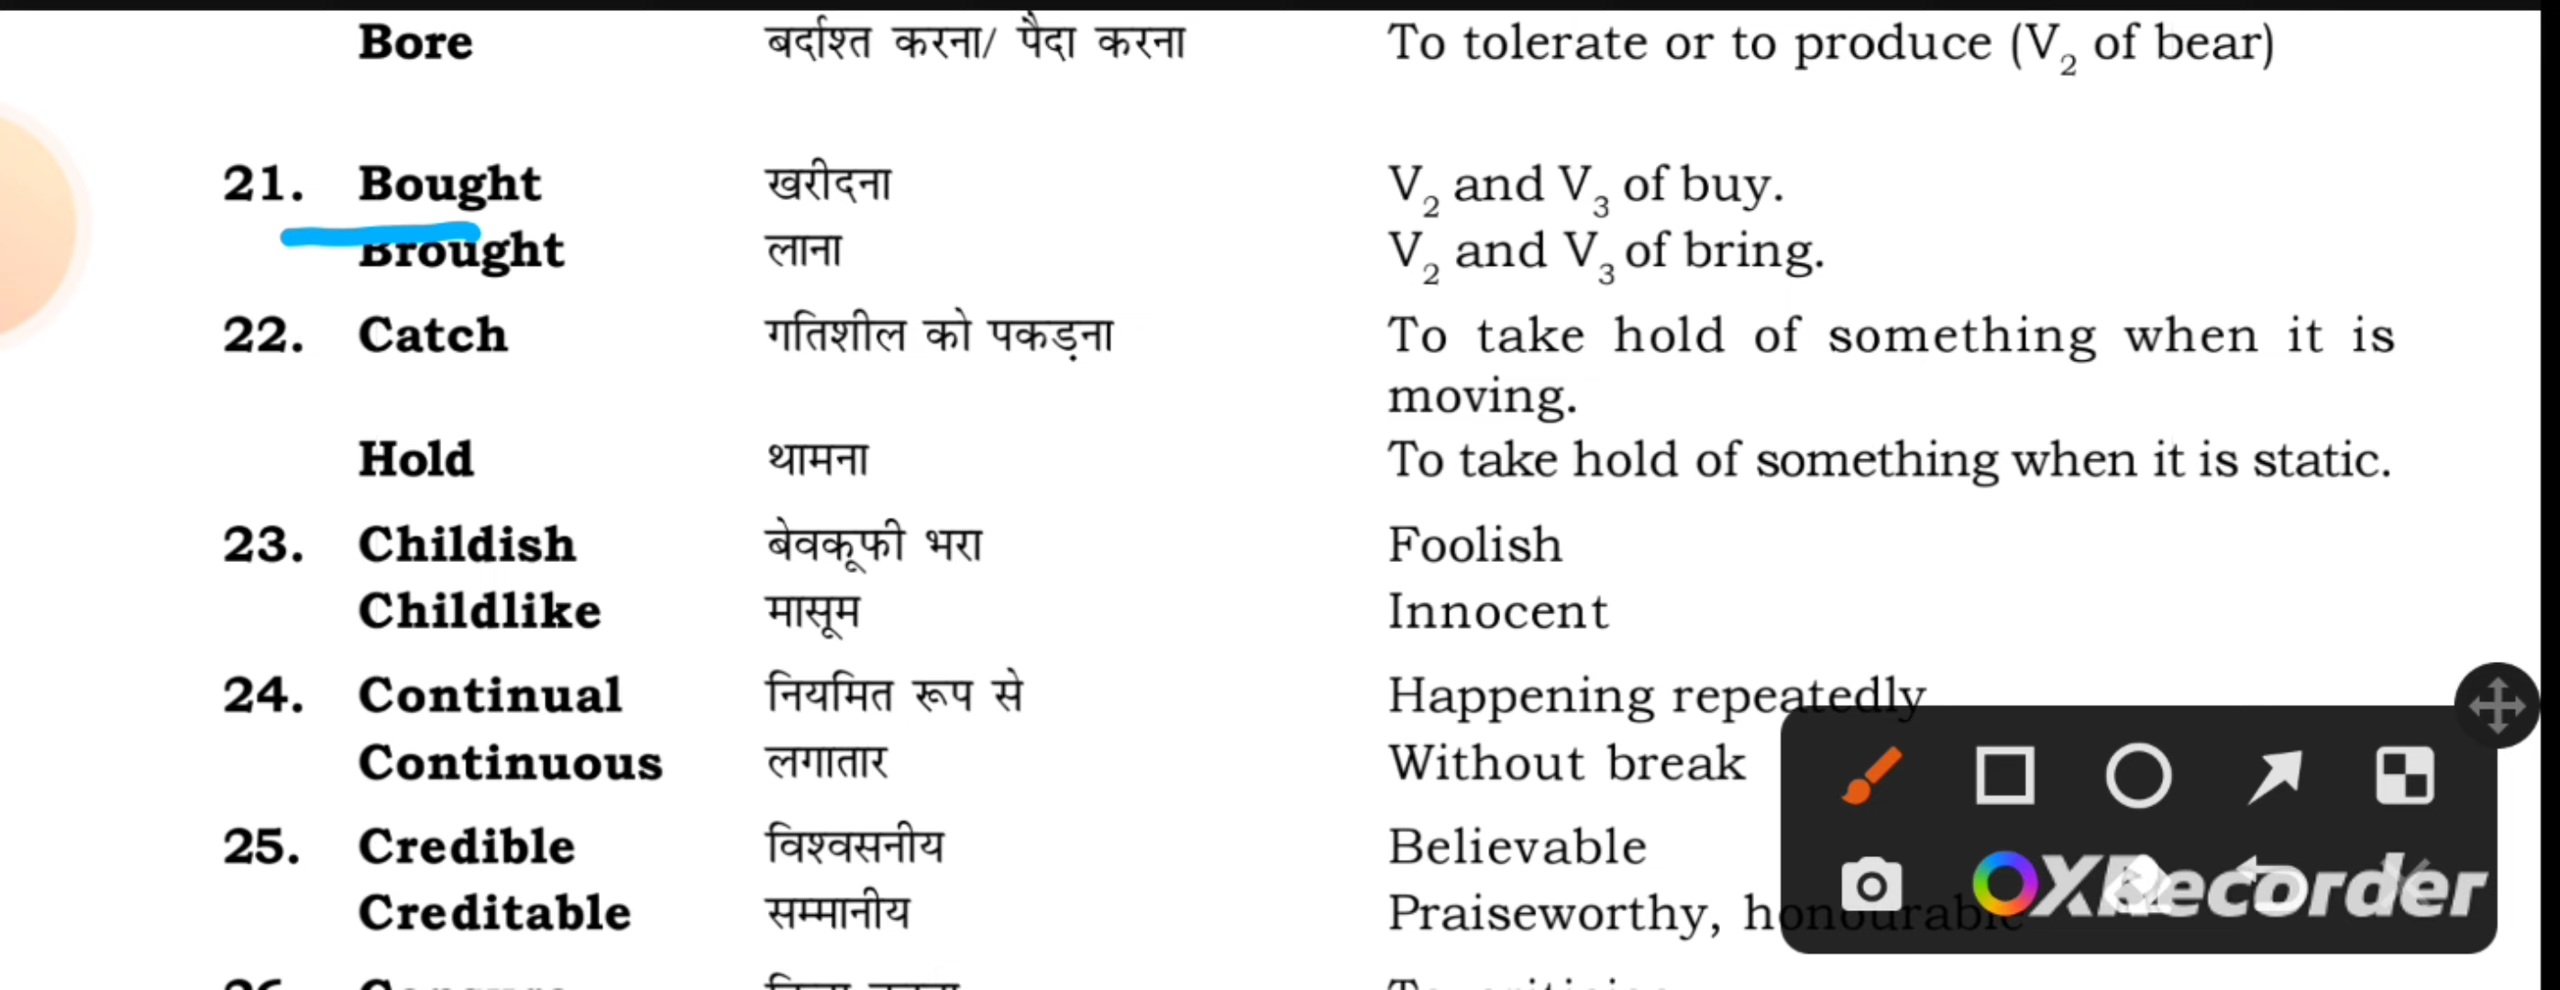 Bore बर्दाश्त करना/ पैदा करना To tolerate or to produce (V2 of bear)
21. Bought खरीदना V2 and V3 of buy.
Brought लाना V2 and V3 of bring.
22. Catch गतिशील को पकड़ना To take hold of something when it is
moving.
Hold थामना To take hold of something when it is static.
23. Childish बेवकूफी भरा Foolish
Childlike मासूम Innocent
24. Continual नियमित रूप से Happening repeatedly
Continuous लगातार Without break
25. Credible विश्वसनीय Believable
Creditable सम्मानीय Praiseworthy, honourable
XRecorder